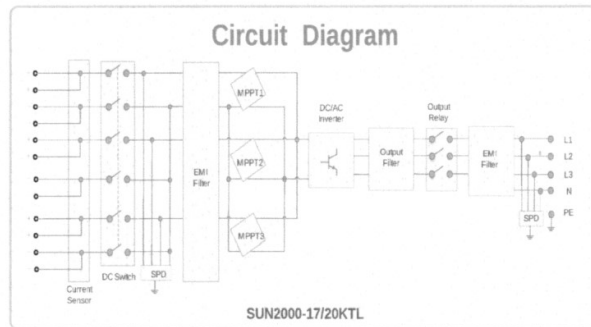 Circuit Diagram
MPPT1
DC/AC
Inverter
Output
Relay
L1
EMI
Filter
MPPT2
Output
Filter
EMI
Filter
L2
L3
N
MPPT3
SPD
PE
DC Switch
SPD
Current
Sensor
SUN2000-17/20KTL